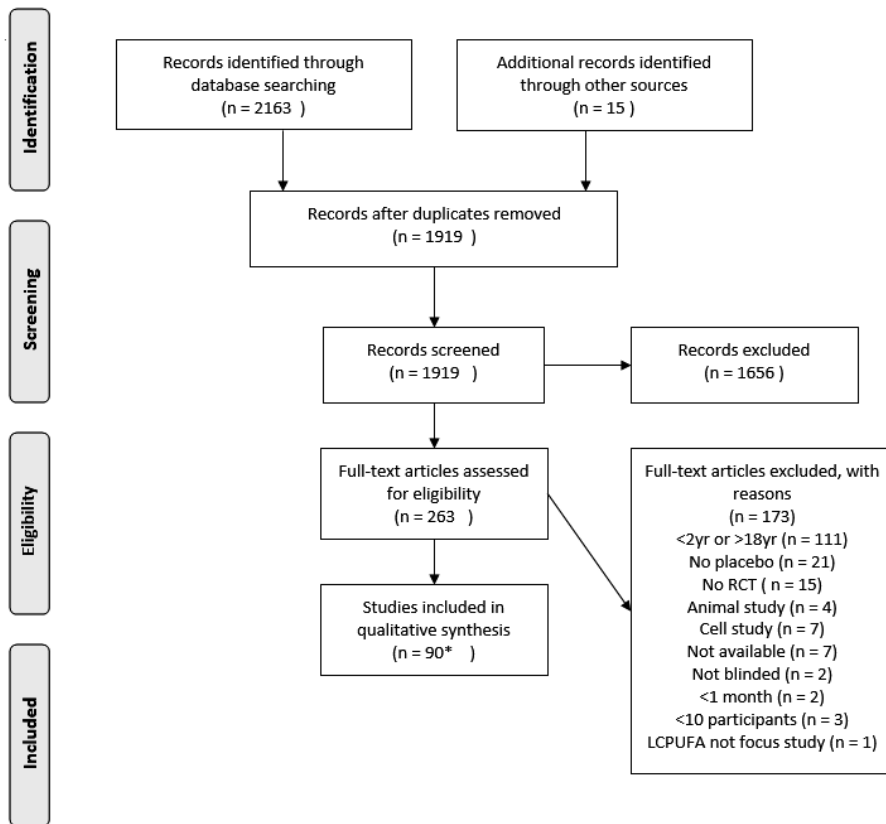 Identification
Records identified through
database searching
(n = 2163 )
Additional records identified
through other sources
(n = 15 )
Records after duplicates removed
(n = 1919 )
Screening
Records screened
(n = 1919 )
Records excluded
(n = 1656 )
Eligibility
Full-text articles assessed
for eligibility
(n = 263 )
Full-text articles excluded, with
reasons
(n = 173)
<2yr or >18yr (n = 111)
No placebo (n = 21)
No RCT ( n = 15)
Animal study (n = 4)
Cell study (n = 7)
Not available (n = 7)
Not blinded (n = 2)
<1 month (n = 2)
<10 participants (n = 3)
LCPUFA not focus study (n = 1)
Studies included in
qualitative synthesis
(n = 90* )
Included